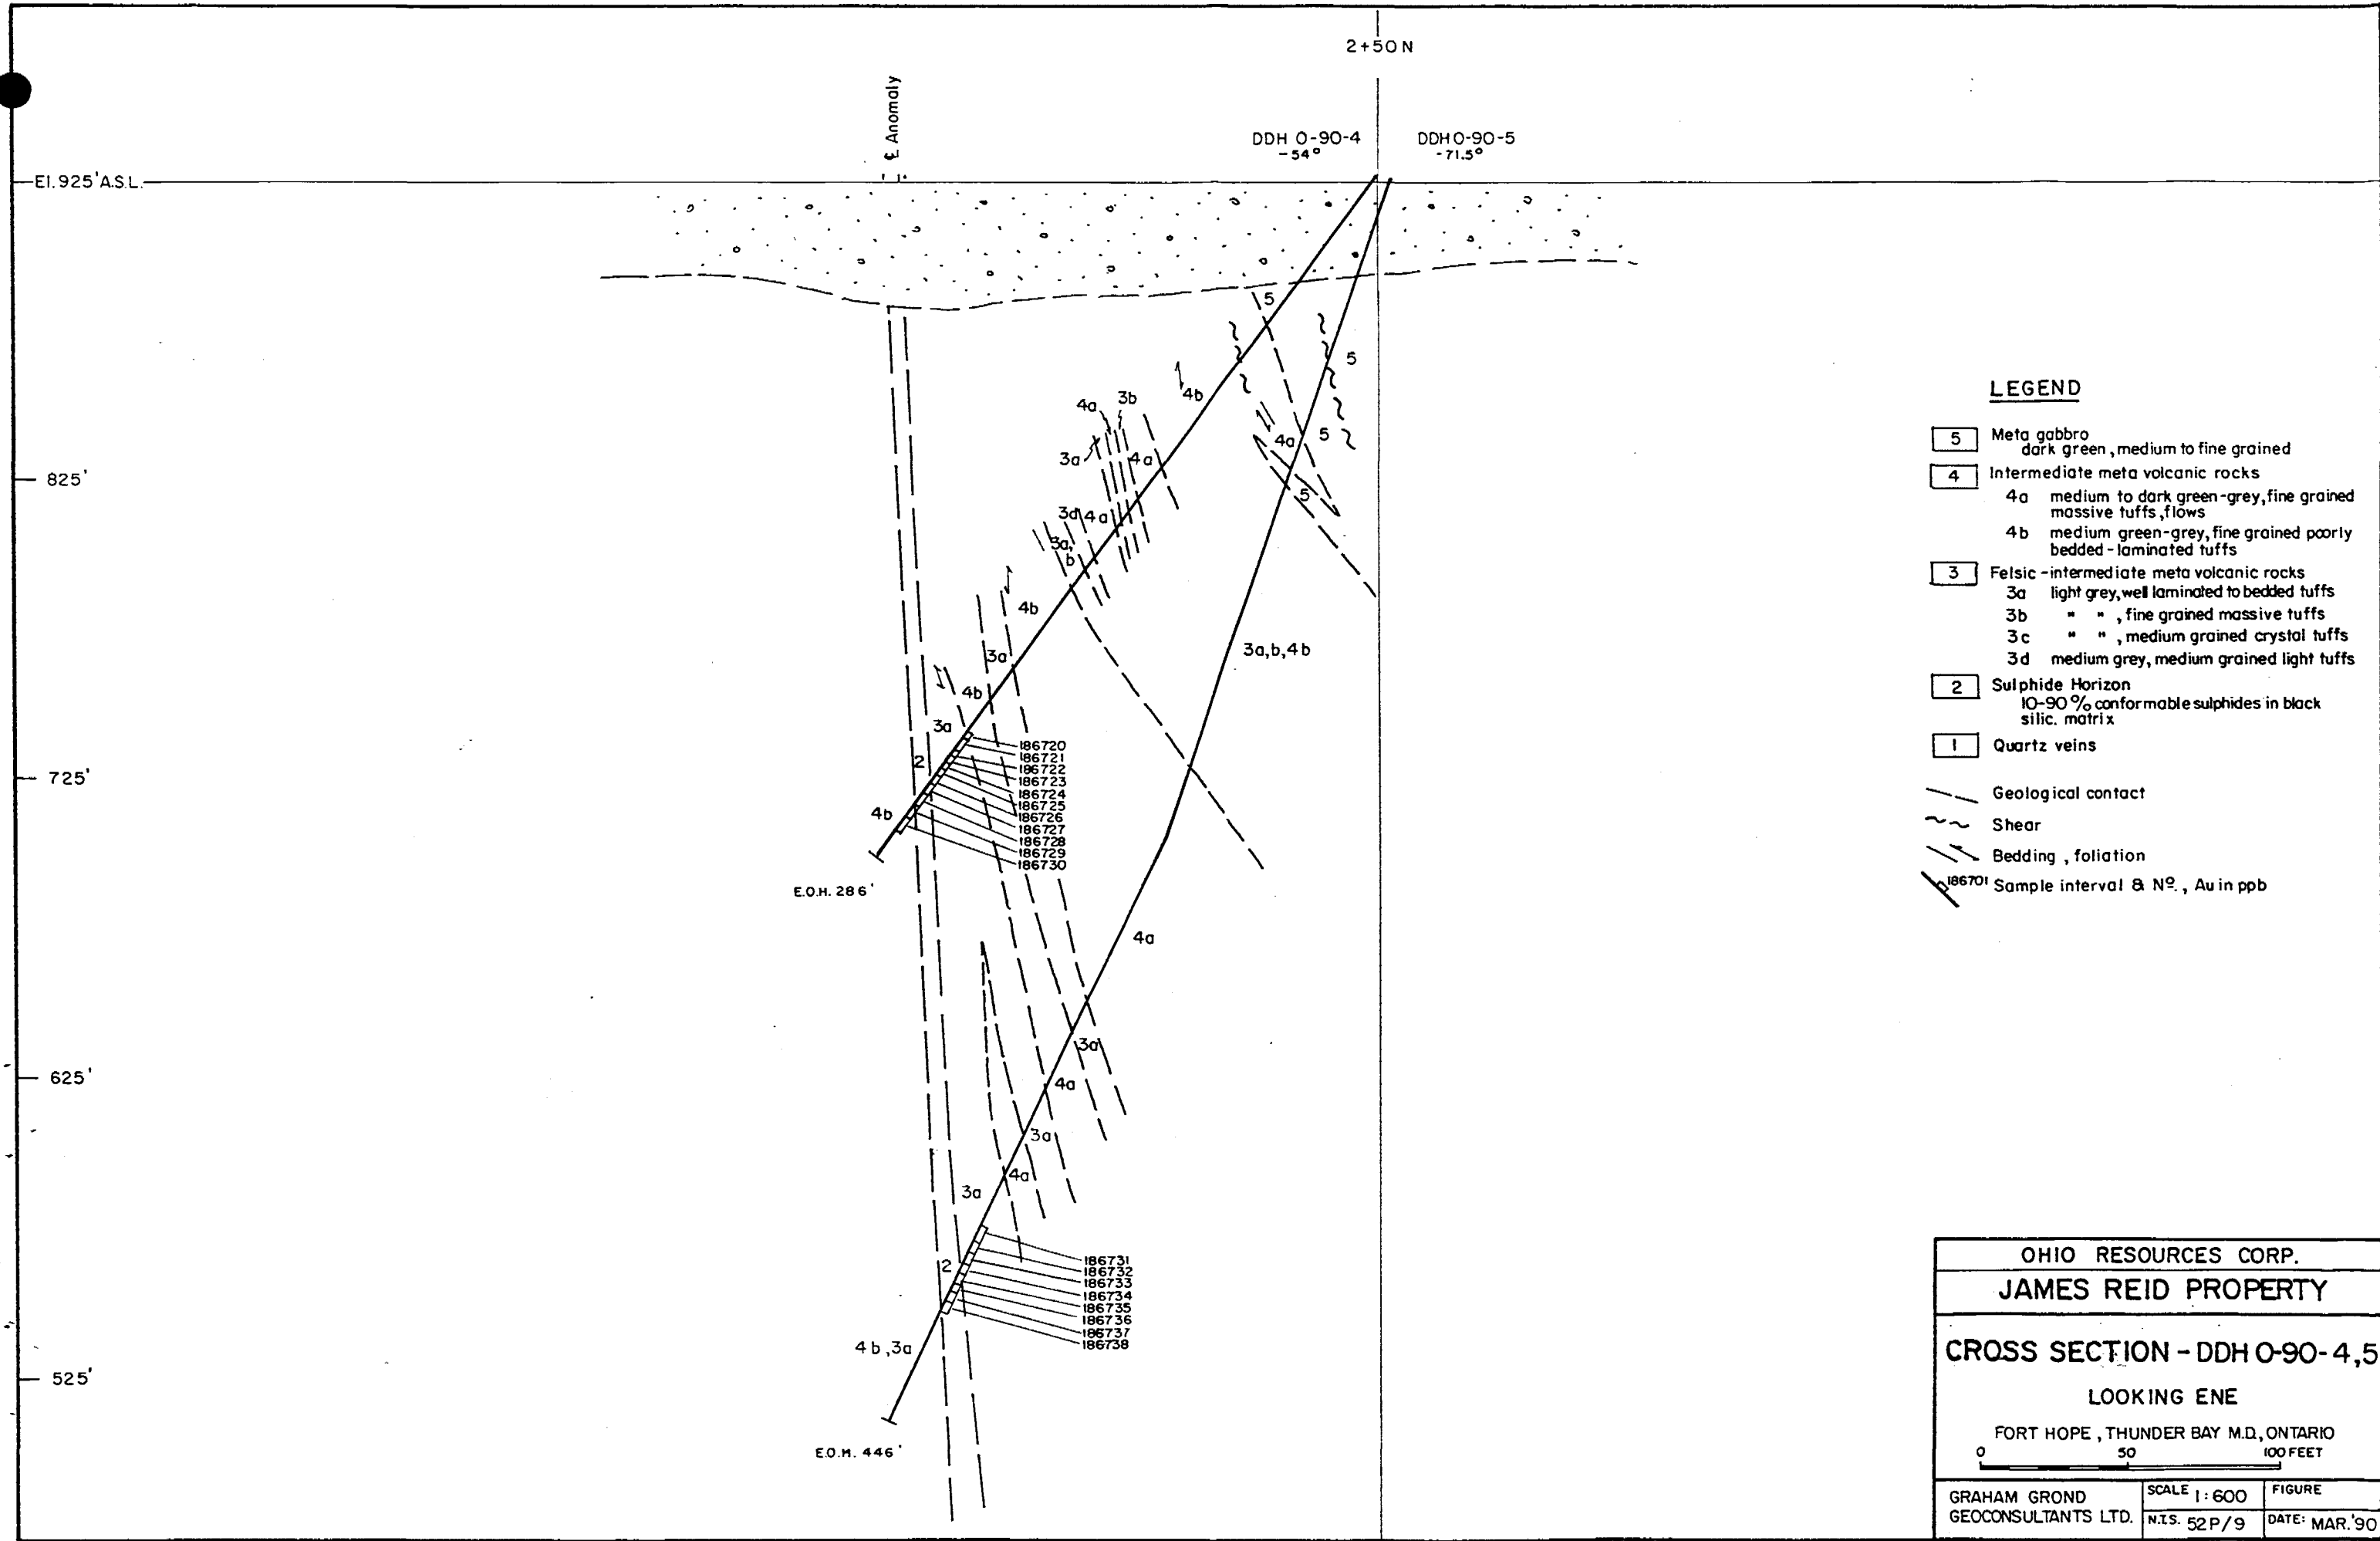 2+50 N
℄ Anomaly
DDH 0-90-4
-54°
DDH 0-90-5
-71.5°
El. 925' A.S.L.
825'
725'
625'
525'
5
5
4b
3b
4a
3a
4a
4a
5
5
3d
4a
3a,
b
4b
3a
3a,b,4b
4b
3a
2
4b
186720
186721
186722
186723
186724
186725
186726
186727
186728
186729
186730
E.O.H. 286'
4a
3a
4a
3a
4a
3a
2
186731
186732
186733
186734
186735
186736
186737
186738
4b,3a
E.O.H. 446'
LEGEND
5 Meta gabbro
dark green, medium to fine grained
4 Intermediate meta volcanic rocks
4a medium to dark green-grey, fine grained
massive tuffs, flows
4b medium green-grey, fine grained poorly
bedded-laminated tuffs
3 Felsic-intermediate meta volcanic rocks
3a light grey, well laminated to bedded tuffs
3b " " , fine grained massive tuffs
3c " " , medium grained crystal tuffs
3d medium grey, medium grained light tuffs
2 Sulphide Horizon
10-90% conformable sulphides in black
silic. matrix
1 Quartz veins
Geological contact
Shear
Bedding, foliation
186701 Sample interval & Nº., Au in ppb
OHIO RESOURCES CORP.
JAMES REID PROPERTY
CROSS SECTION - DDH 0-90-4,5
LOOKING ENE
FORT HOPE, THUNDER BAY M.D., ONTARIO
0 50 100 FEET
GRAHAM GROND
GEOCONSULTANTS LTD.
SCALE 1:600
FIGURE
N.T.S. 52P/9
DATE: MAR.'90